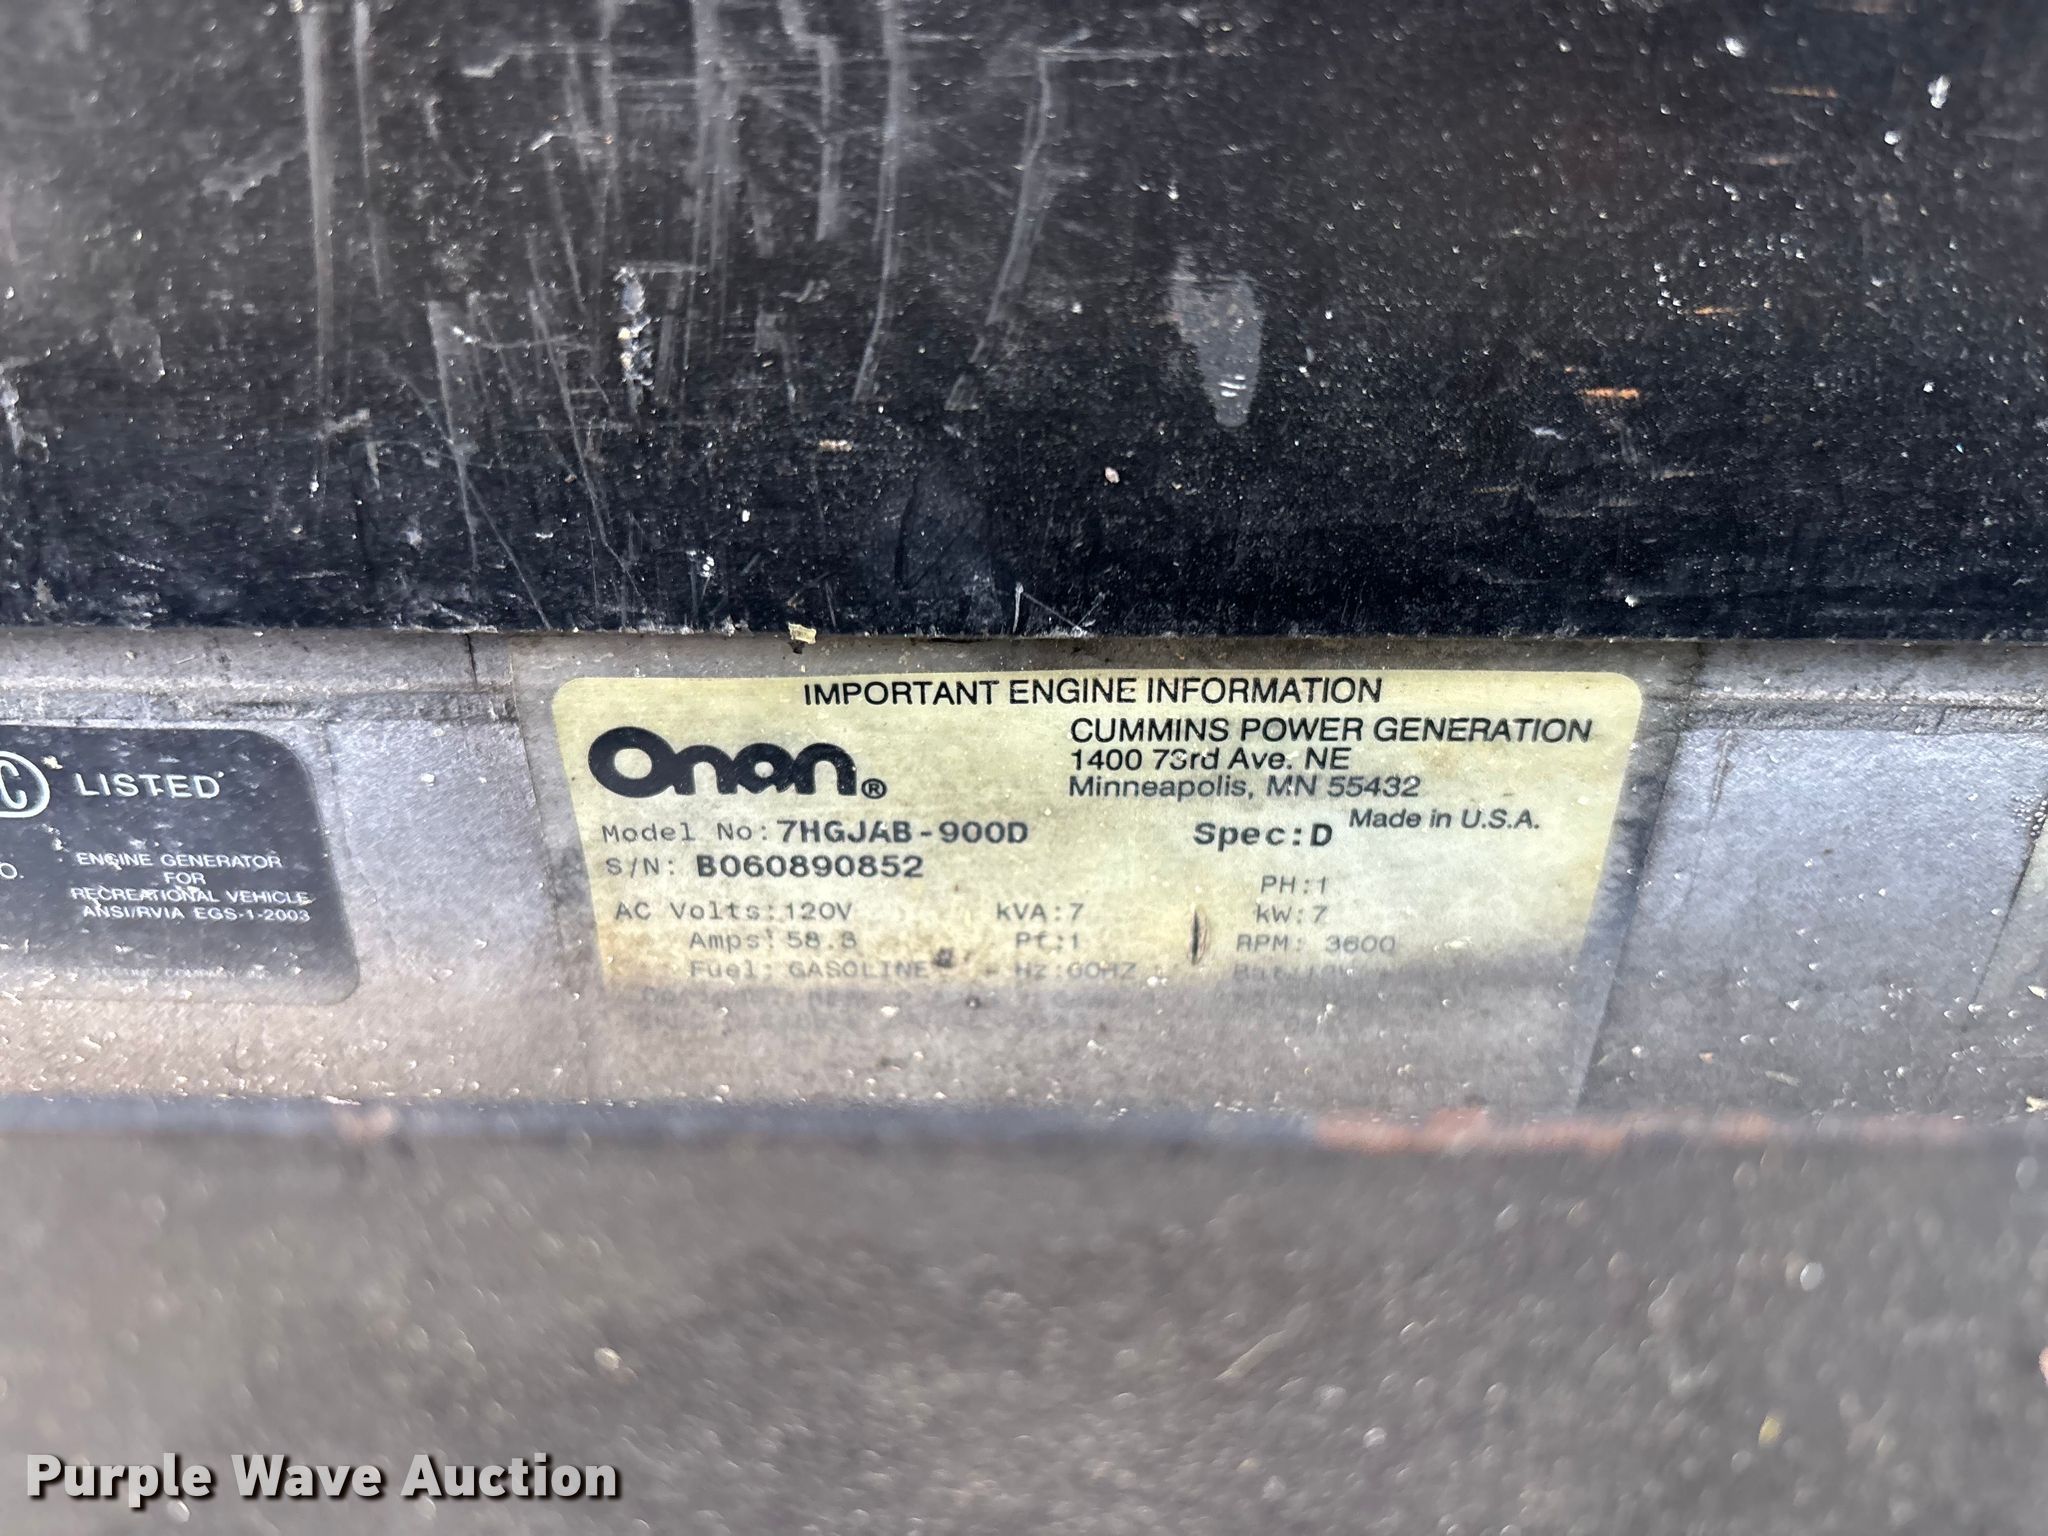 IMPORTANT ENGINE INFORMATION
Onan®
CUMMINS POWER GENERATION
1400 73rd Ave. NE
Minneapolis, MN 55432
Made in U.S.A.
Model No: 7HGJAB-900D Spec: D
S/N: B060890852
PH: 1
AC Volts: 120V kVA: 7 kW: 7
Amps: 58.3 Pf: 1 RPM: 3600
Fuel: GASOLINE Hz: 60HZ
LISTED
ENGINE GENERATOR
FOR
RECREATIONAL VEHICLE
ANSI/RVIA EGS-1-2003
Purple Wave Auction